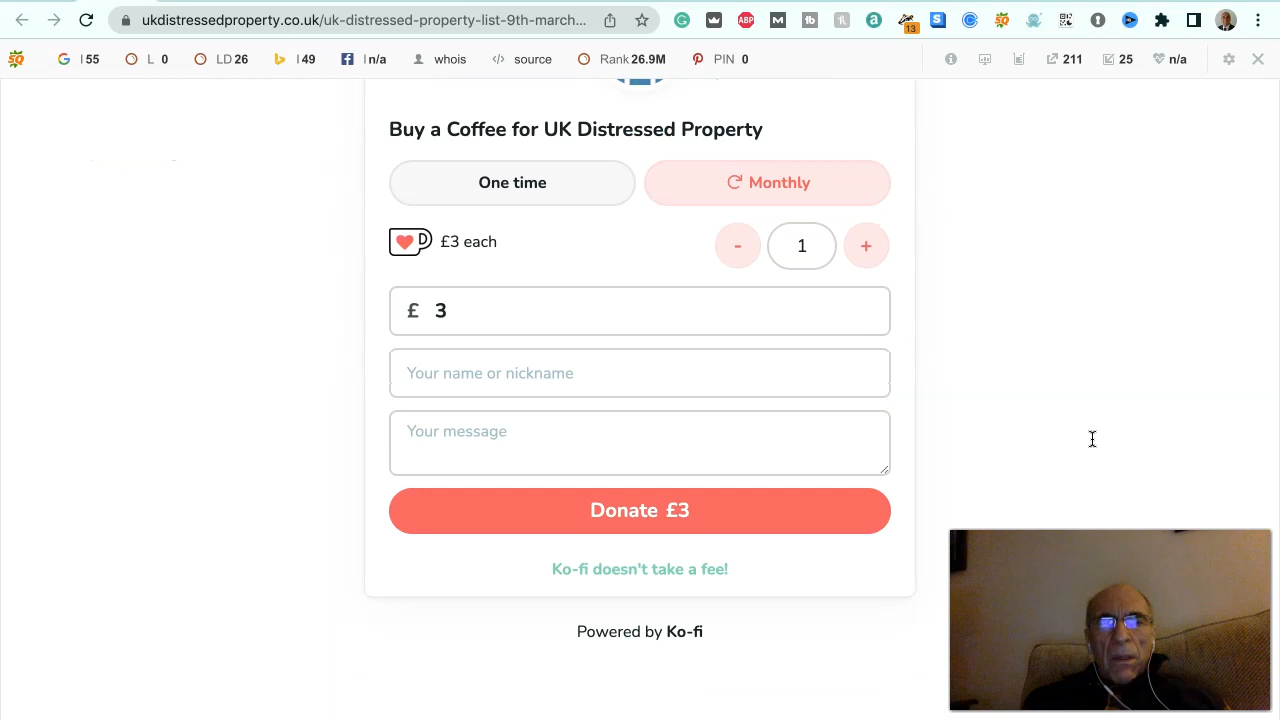 ukdistressedproperty.co.uk/uk-distressed-property-list-9th-march...
ABP
13
I 55
L 0
LD 26
I 49
I n/a
whois
source
Rank 26.9M
PIN 0
211
25
n/a
Buy a Coffee for UK Distressed Property
One time
Monthly
£3 each
-
1
+
£ 3
Your name or nickname
Your message
Donate £3
Ko-fi doesn't take a fee!
Powered by Ko-fi